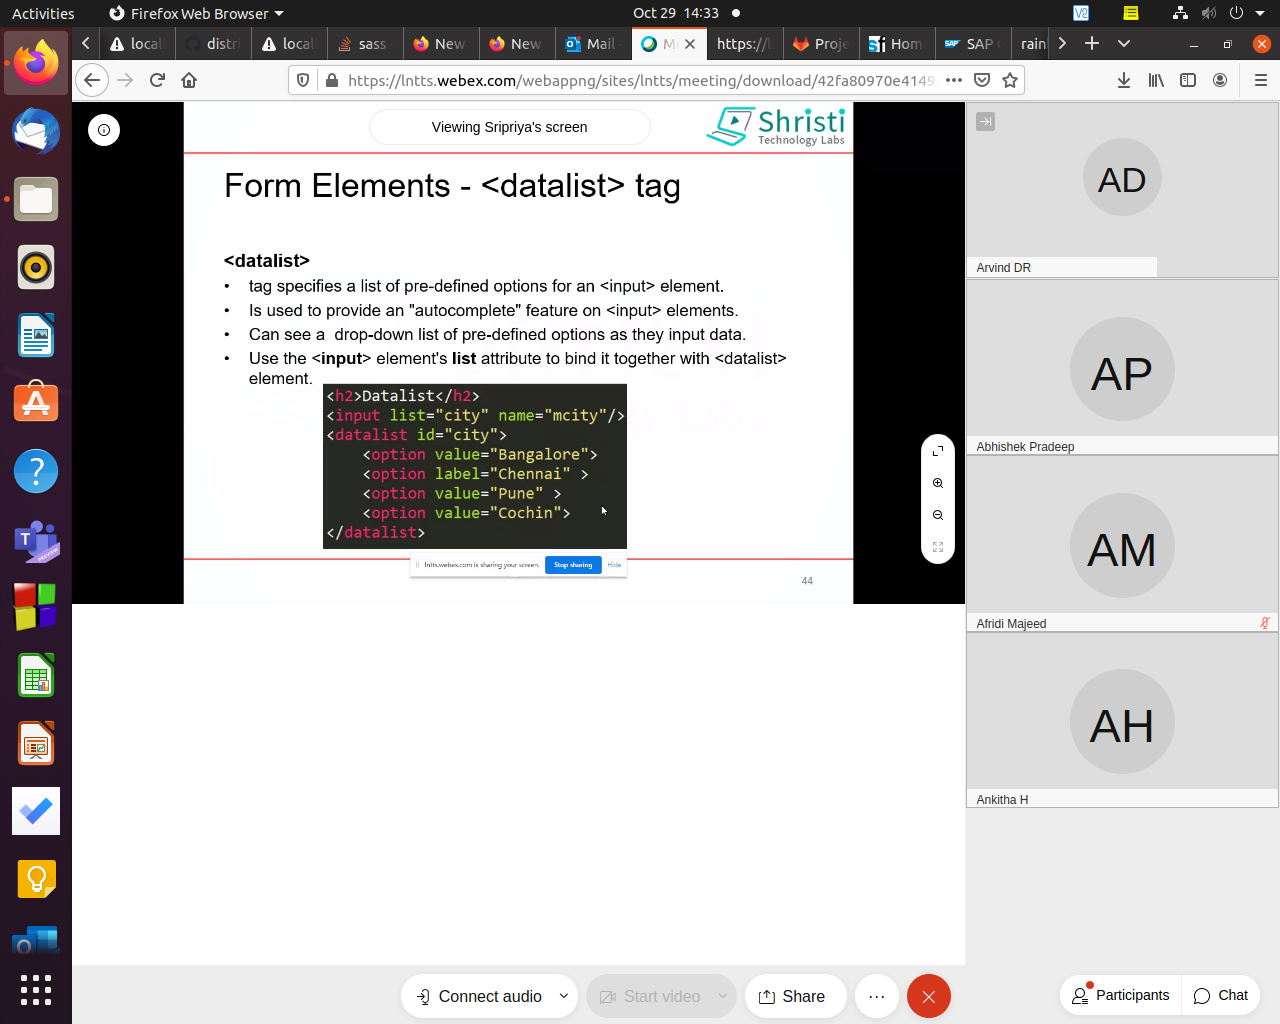 Activities
Firefox Web Browser
Oct 29 14:33
local
distri
local
sass
New
New
Mail
M
https://l
Proje
Hom
SAP
rain
https://lntts.webex.com/webappng/sites/lntts/meeting/download/42fa80970e4149
Viewing Sripriya's screen
Shristi
Technology Labs
Form Elements - <datalist> tag
<datalist>
• tag specifies a list of pre-defined options for an <input> element.
• Is used to provide an "autocomplete" feature on <input> elements.
• Can see a drop-down list of pre-defined options as they input data.
• Use the <input> element's list attribute to bind it together with <datalist>
element.
<h2>Datalist</h2>
<input list="city" name="mcity"/>
<datalist id="city">
<option value="Bangalore">
<option label="Chennai" >
<option value="Pune" >
<option value="Cochin">
</datalist>
lntts.webex.com is sharing your screen.
Stop sharing
Hide
44
AD
Arvind DR
AP
Abhishek Pradeep
AM
Afridi Majeed
AH
Ankitha H
Connect audio
Start video
Share
Participants
Chat